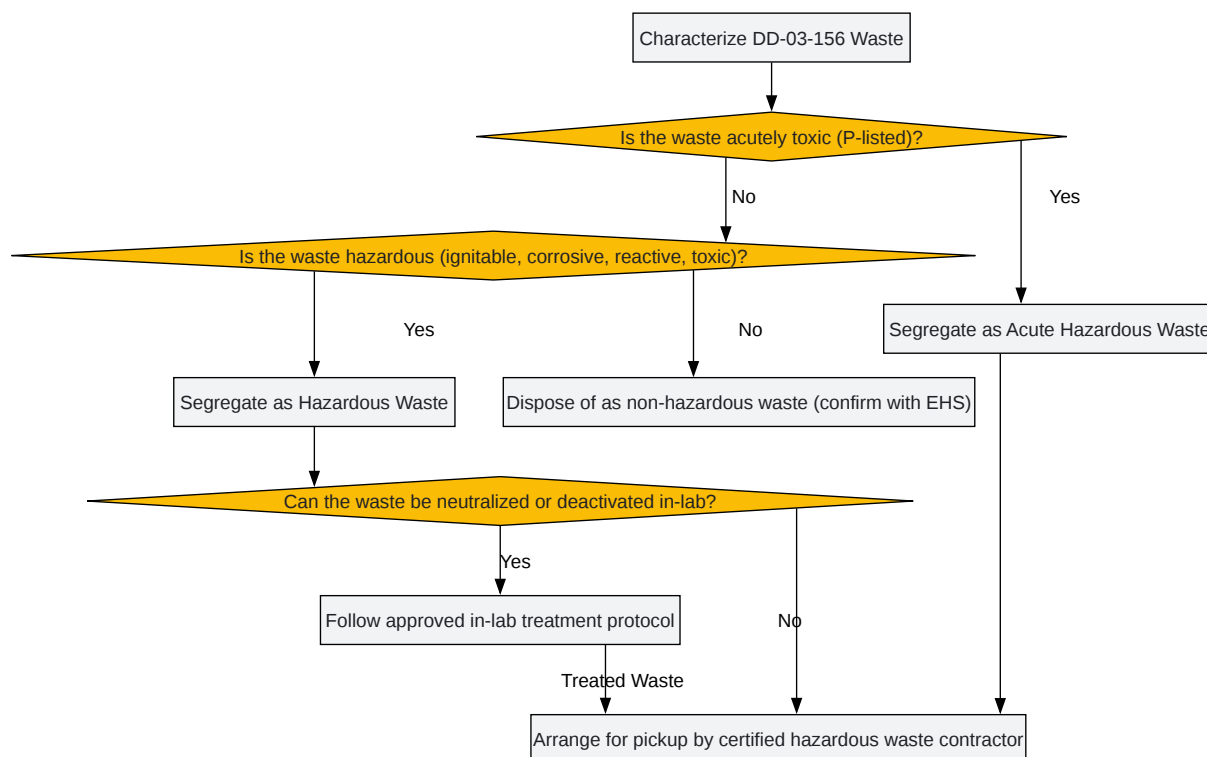 Characterize DD-03-156 Waste
Is the waste acutely toxic (P-listed)?
No
Yes
Is the waste hazardous (ignitable, corrosive, reactive, toxic)?
Yes
No
Segregate as Acute Hazardous Waste
Segregate as Hazardous Waste
Dispose of as non-hazardous waste (confirm with EHS)
Can the waste be neutralized or deactivated in-lab?
Yes
Follow approved in-lab treatment protocol
No
Treated Waste
Arrange for pickup by certified hazardous waste contractor